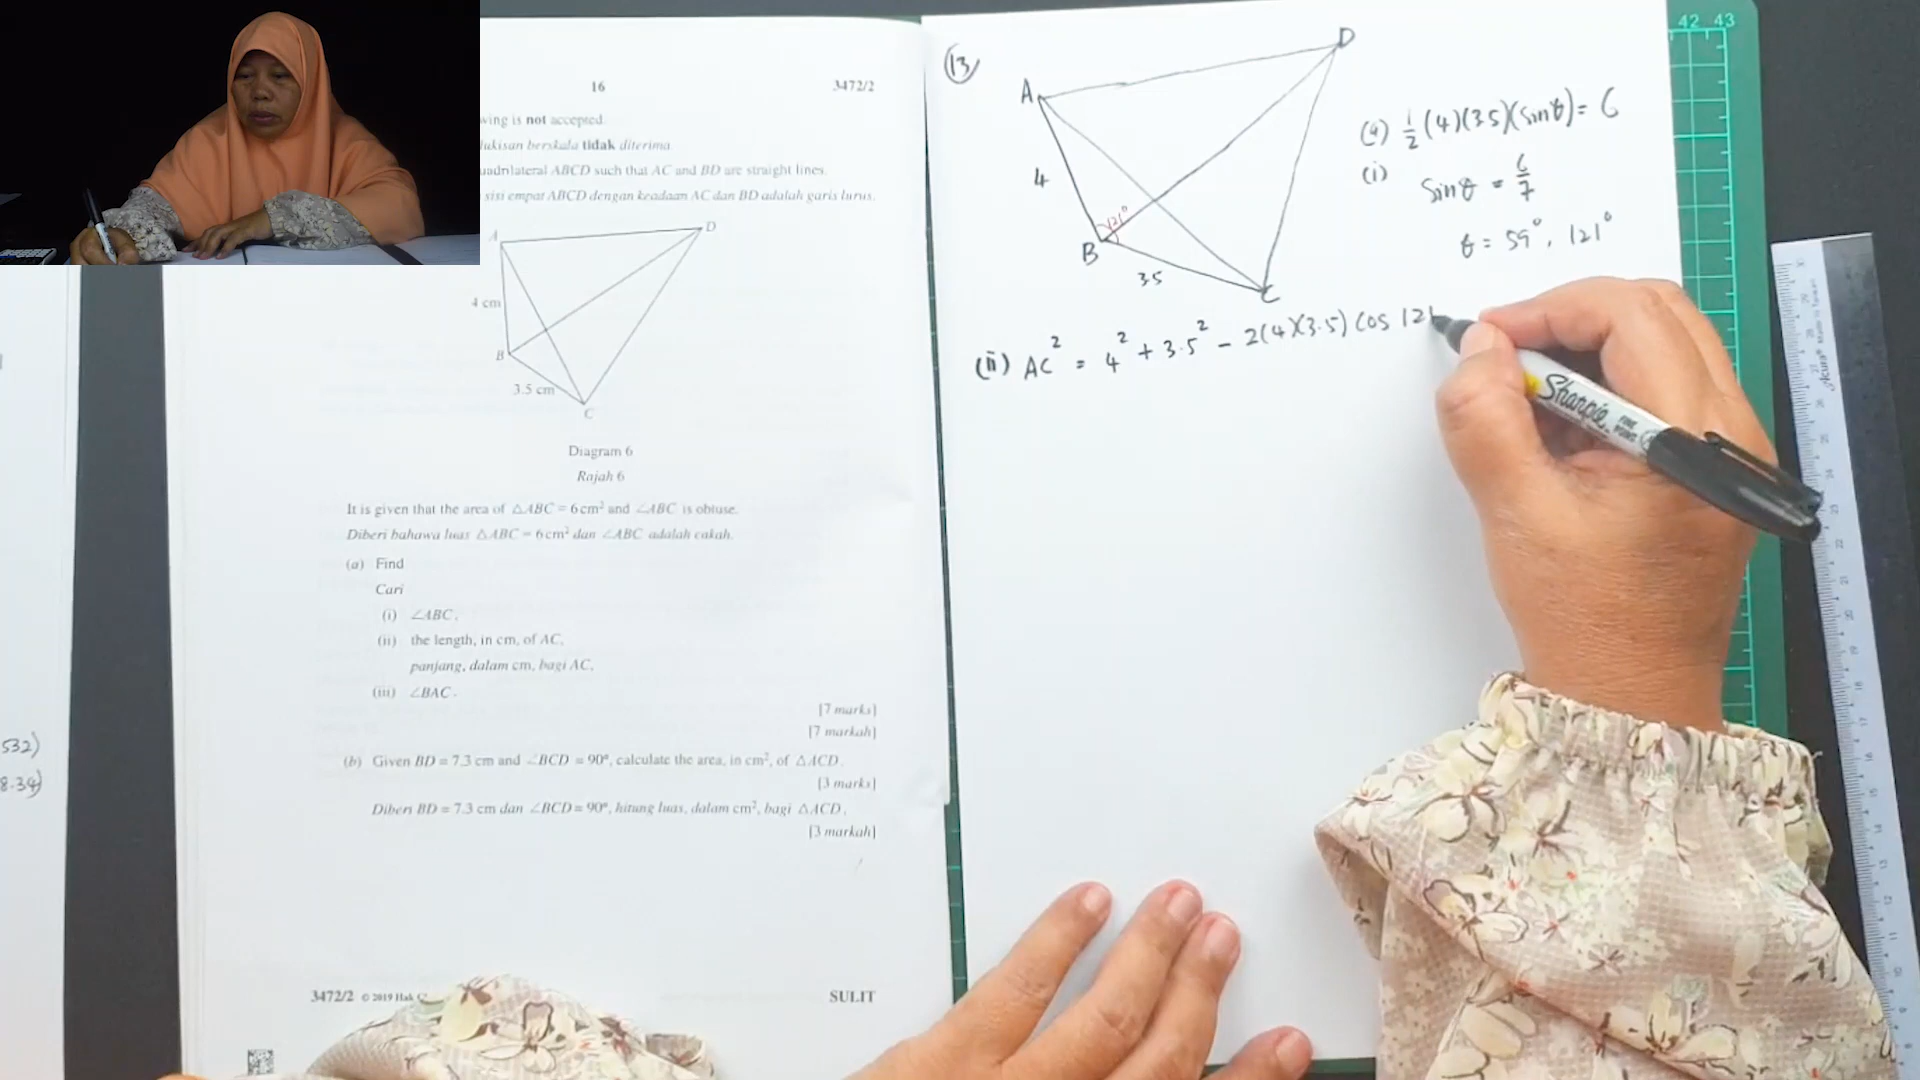 16 3472/2
wing is not accepted.
lukisan berskala tidak diterima
uadrilateral ABCD such that AC and BD are straight lines.
sisi empat ABCD dengan keadaan AC dan BD adalah garis lurus.
A
D
4 cm
B
3.5 cm
C
Diagram 6
Rajah 6
It is given that the area of △ABC = 6 cm² and ∠ABC is obtuse.
Diberi bahawa luas △ABC = 6 cm² dan ∠ABC adalah cakah.
(a) Find
Cari
(i) ∠ABC,
(ii) the length, in cm, of AC,
panjang, dalam cm, bagi AC,
(iii) ∠BAC.
[7 marks]
[7 markah]
(b) Given BD = 7.3 cm and ∠BCD = 90°, calculate the area, in cm², of △ACD.
[3 marks]
Diberi BD = 7.3 cm dan ∠BCD = 90°, hitung luas, dalam cm², bagi △ACD.
[3 markah]
3472/2 © 2019 Hak SULIT
532)
8.34)
13
A
D
4
121°
B
3.5
C
(a) ½(4)(3.5)(sinθ) = 6
(i) sinθ = 6/7
θ = 59°, 121°
(ii) AC² = 4² + 3.5² − 2(4)(3.5) cos 121
Sharpie
FINE POINT
42 43